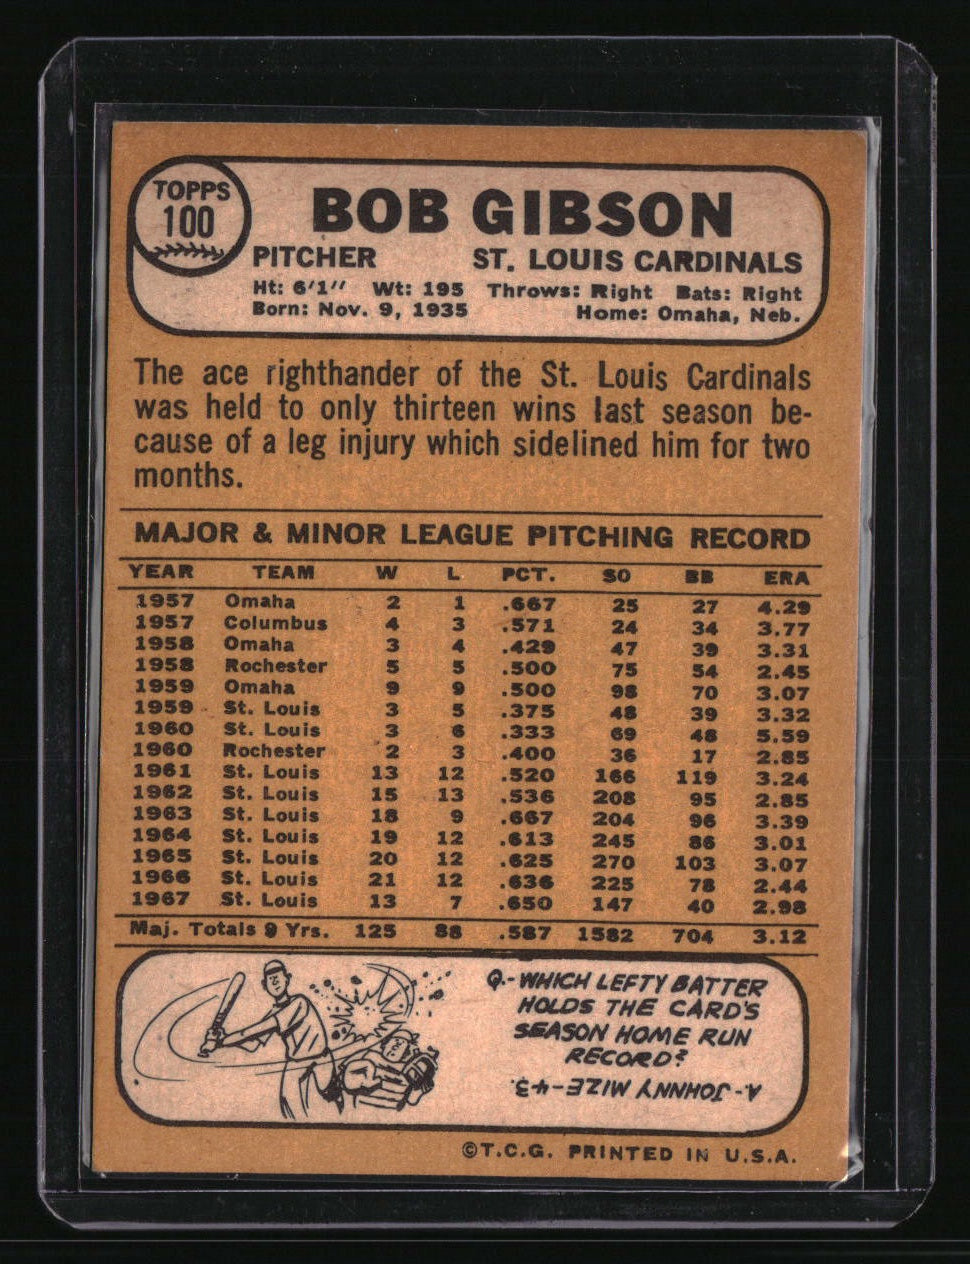 TOPPS
100
BOB GIBSON
PITCHER ST. LOUIS CARDINALS
Ht: 6'1" Wt: 195 Throws: Right Bats: Right
Born: Nov. 9, 1935 Home: Omaha, Neb.
The ace righthander of the St. Louis Cardinals
was held to only thirteen wins last season be-
cause of a leg injury which sidelined him for two
months.
MAJOR & MINOR LEAGUE PITCHING RECORD
YEAR TEAM W L PCT. SO BB ERA
1957 Omaha 2 1 .667 25 27 4.29
1957 Columbus 4 3 .571 24 34 3.77
1958 Omaha 3 4 .429 47 39 3.31
1958 Rochester 5 5 .500 75 54 2.45
1959 Omaha 9 9 .500 98 70 3.07
1959 St. Louis 3 5 .375 48 39 3.32
1960 St. Louis 3 6 .333 69 48 5.59
1960 Rochester 2 3 .400 36 17 2.85
1961 St. Louis 13 12 .520 166 119 3.24
1962 St. Louis 15 13 .536 208 95 2.85
1963 St. Louis 18 9 .667 204 96 3.39
1964 St. Louis 19 12 .613 245 86 3.01
1965 St. Louis 20 12 .625 270 103 3.07
1966 St. Louis 21 12 .636 225 78 2.44
1967 St. Louis 13 7 .650 147 40 2.98
Maj. Totals 9 Yrs. 125 88 .587 1582 704 3.12
Q.-WHICH LEFTY BATTER
HOLDS THE CARD'S
SEASON HOME RUN
RECORD?
A.-JOHNNY MIZE-43.
©T.C.G. PRINTED IN U.S.A.